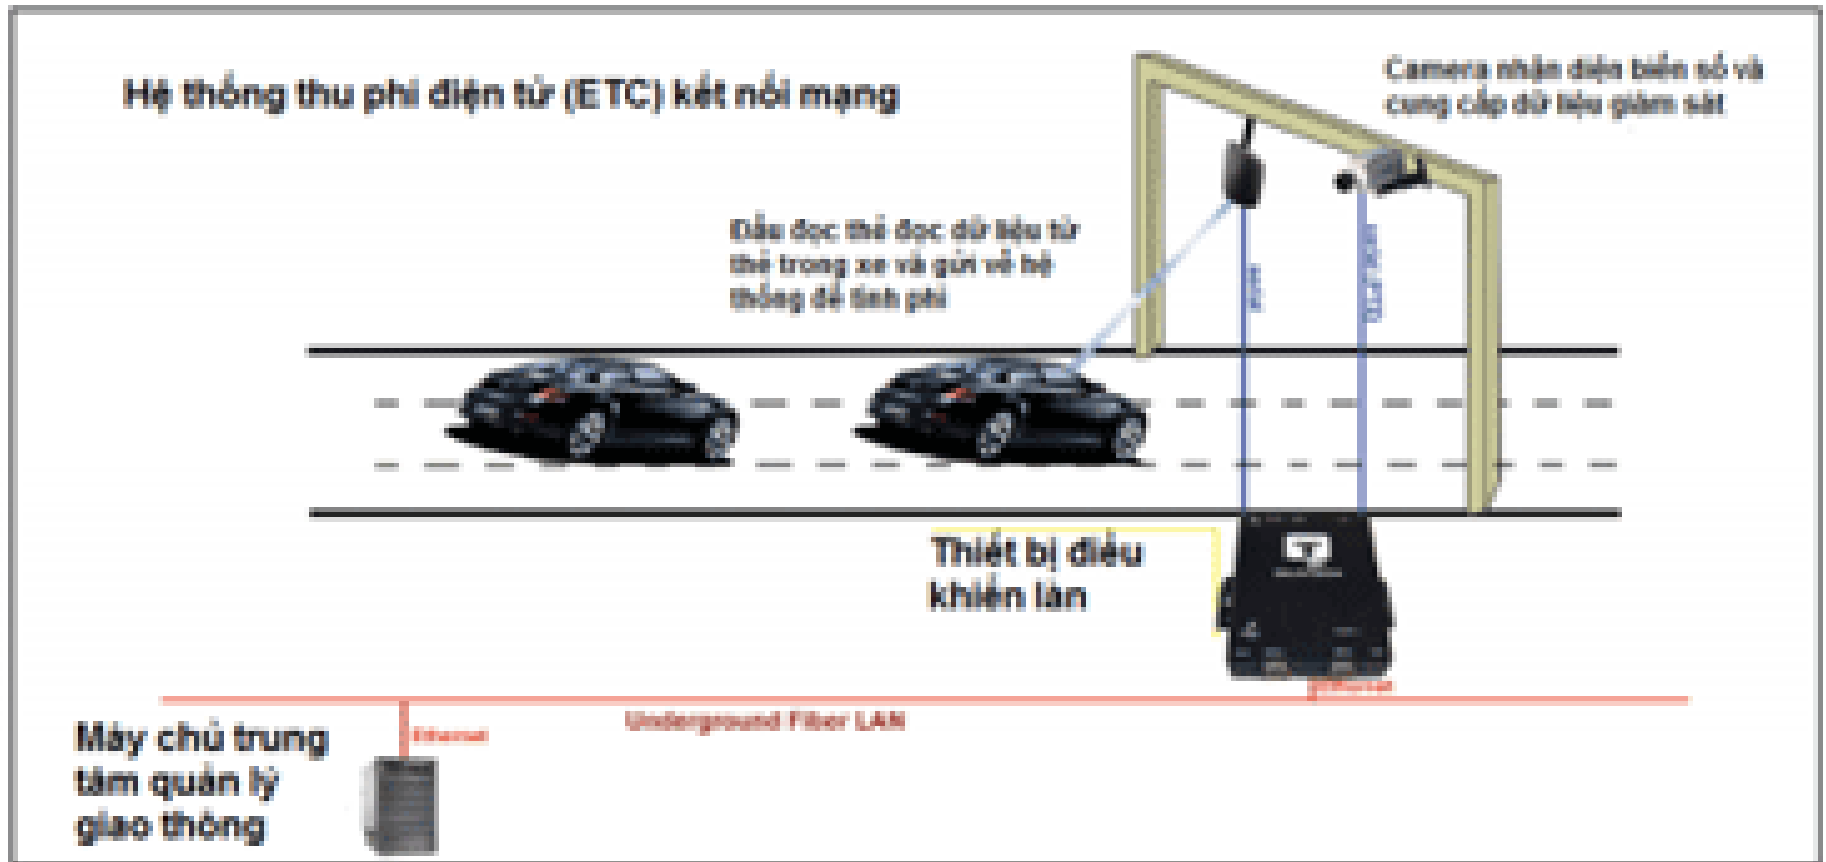 Hệ thống thu phí điện tử (ETC) kết nối mạng
Camera nhận diện biển số và
cung cấp dữ liệu giám sát
Đầu đọc thẻ đọc dữ liệu từ
thẻ trong xe và gửi về hệ
thống để tính phí
Thiết bị điều
khiển làn
Ethernet
Underground Fiber LAN
Ethernet
Máy chủ trung
tâm quản lý
giao thông